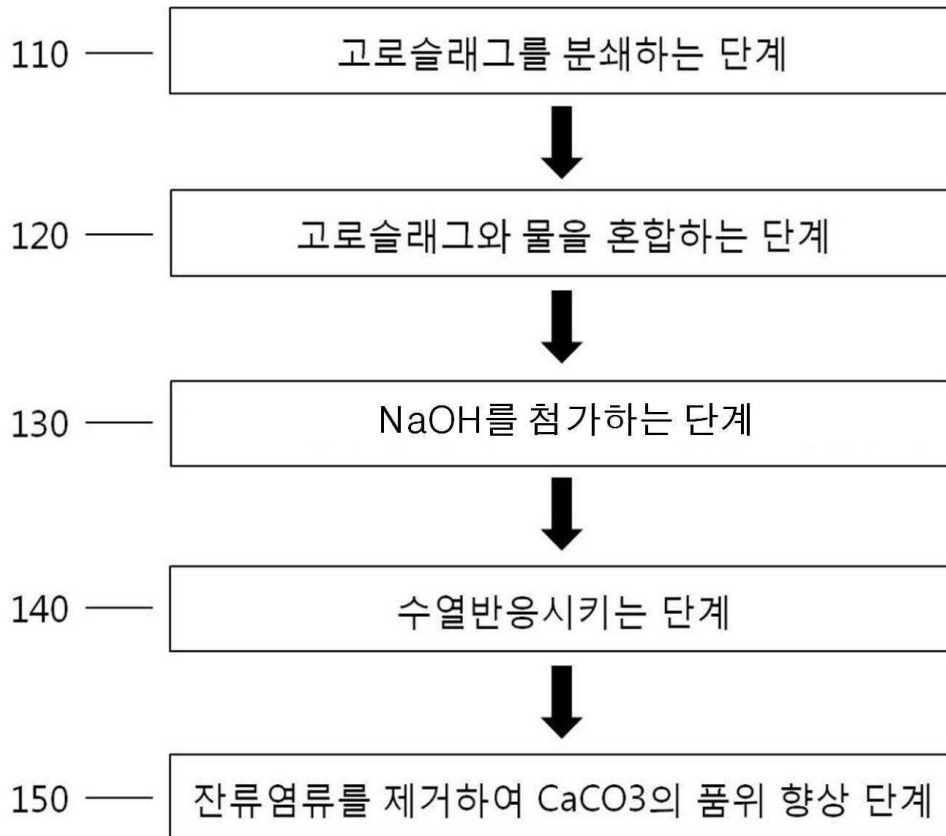 110 고로슬래그를 분쇄하는 단계
120 고로슬래그와 물을 혼합하는 단계
130 NaOH를 첨가하는 단계
140 수열반응시키는 단계
150 잔류염류를 제거하여 CaCO3의 품위 향상 단계